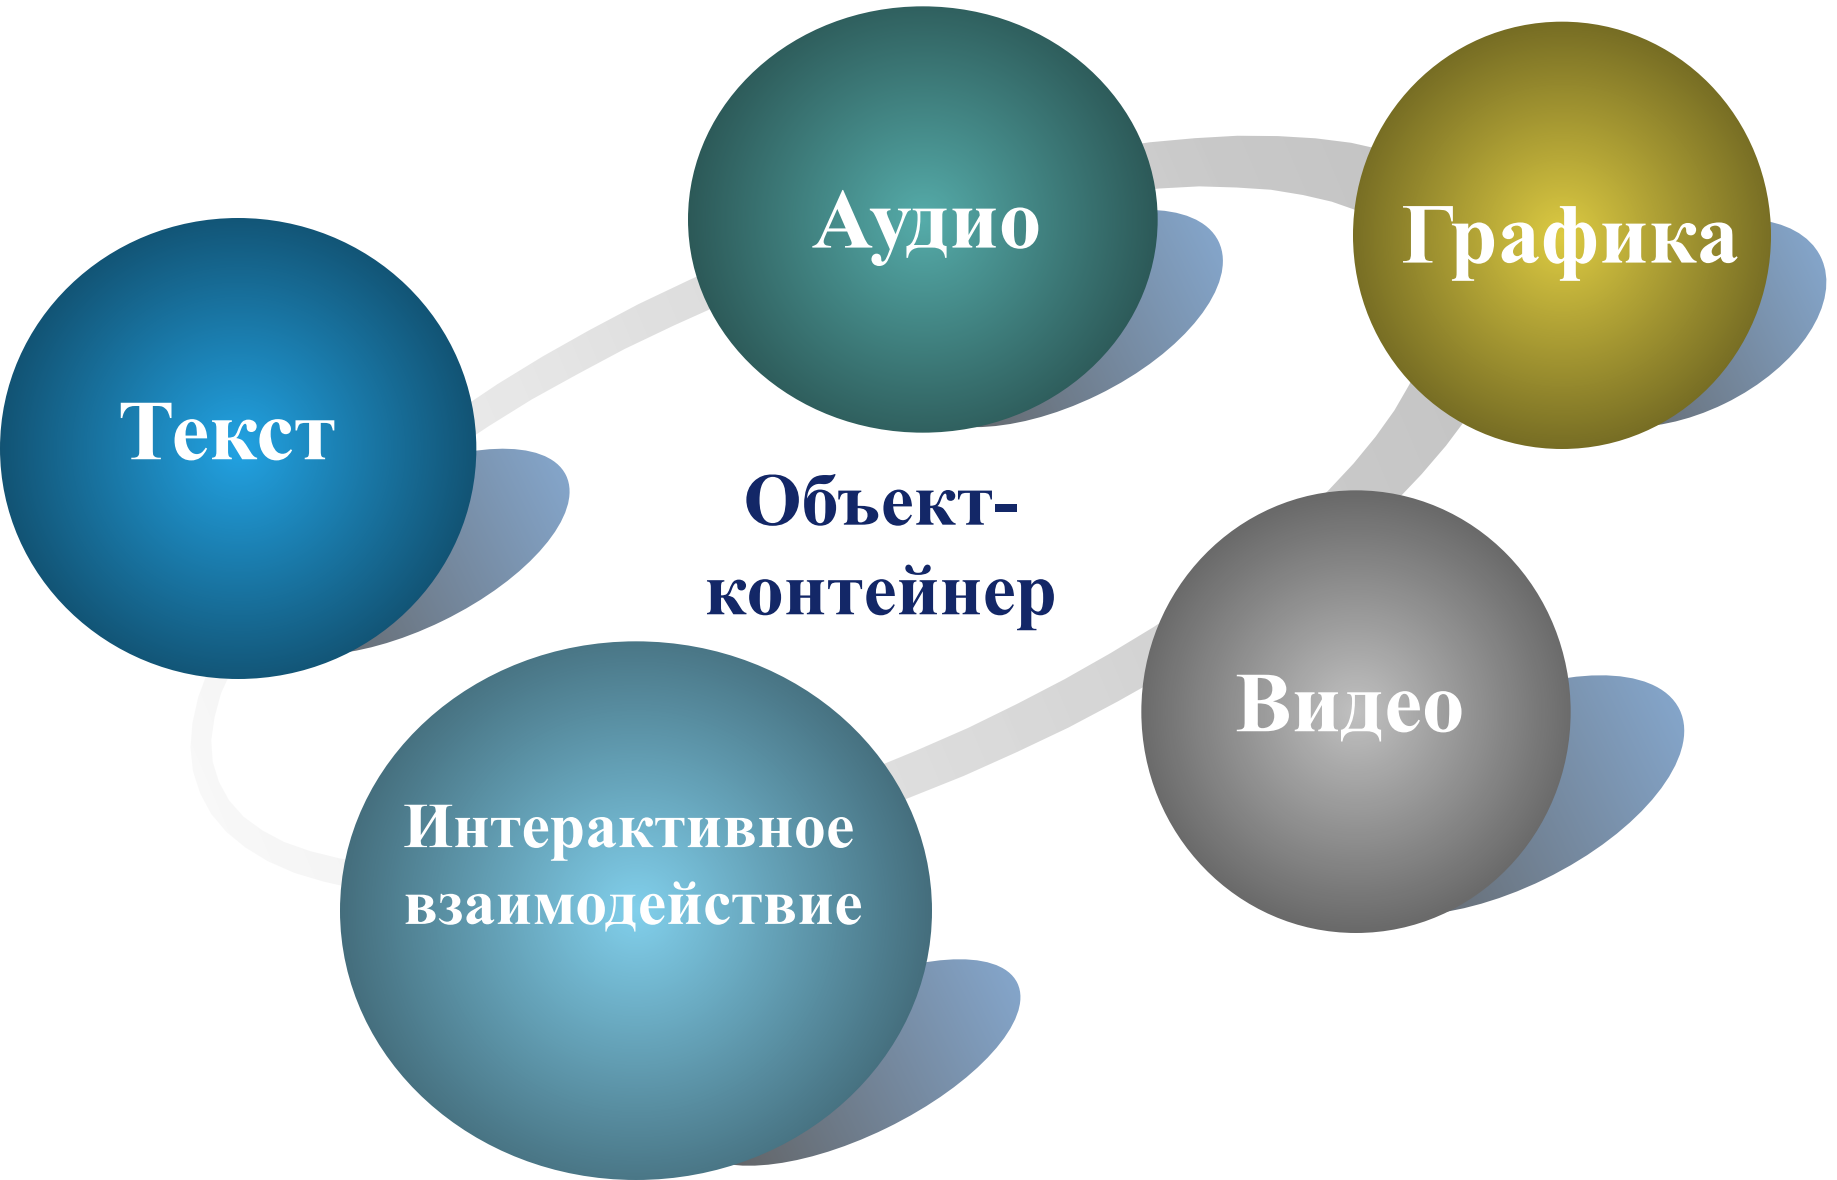 Аудио
Графика
Текст
Объект-
контейнер
Видео
Интерактивное
взаимодействие